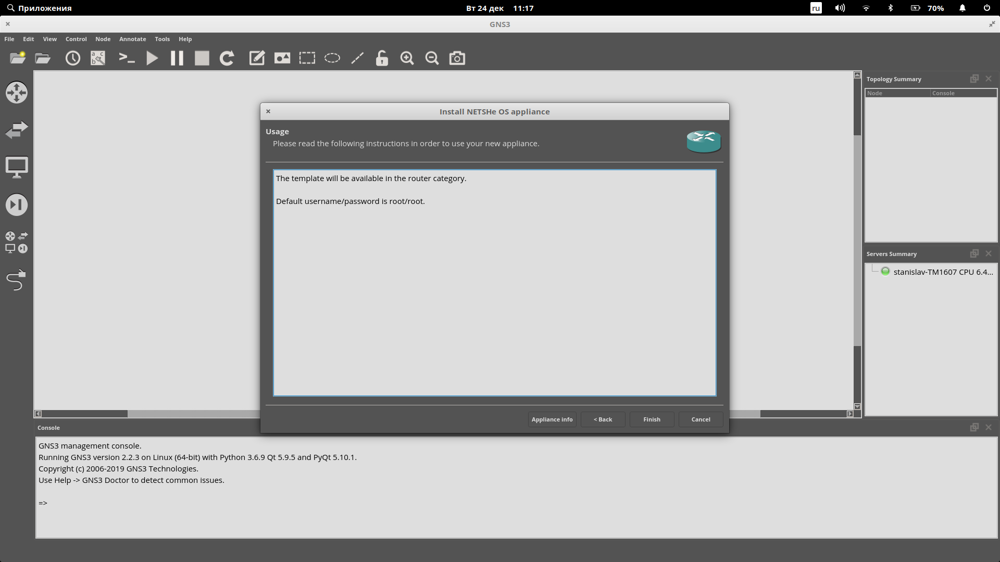 Приложения
Вт 24 дек 11:17
ru
70%
GNS3
File Edit View Control Node Annotate Tools Help
a c
b
>_
Topology Summary
Node Console
Install NETSHe OS appliance
Usage
Please read the following instructions in order to use your new appliance.
The template will be available in the router category.
Default username/password is root/root.
Servers Summary
stanislav-TM1607 CPU 6.4...
Appliance info < Back Finish Cancel
Console
GNS3 management console.
Running GNS3 version 2.2.3 on Linux (64-bit) with Python 3.6.9 Qt 5.9.5 and PyQt 5.10.1.
Copyright (c) 2006-2019 GNS3 Technologies.
Use Help -> GNS3 Doctor to detect common issues.
=>